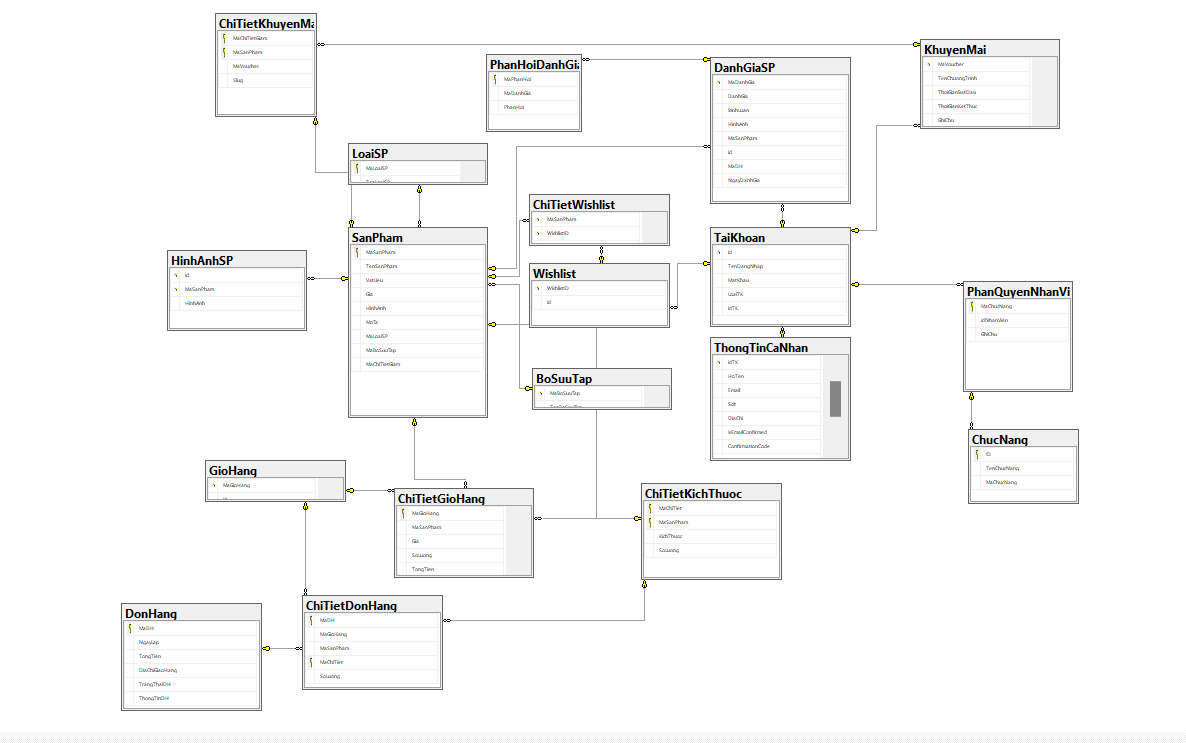 ChiTietKhuyenMa
MaChiTietGiam
MaSanPham
MaVoucher
Slug
PhanHoiDanhGia
MaPhanHoi
MaDanhGia
PhanHoi
DanhGiaSP
MaDanhGia
DanhGia
BinhLuan
HinhAnh
MaSanPham
id
MaDH
NgayDanhGia
KhuyenMai
MaVoucher
TenChuongTrinh
ThoiGianBatDau
ThoiGianKetThuc
GhiChu
LoaiSP
MaLoaiSP
ChiTietWishlist
MaSanPham
WishlistID
SanPham
MaSanPham
TenSanPham
VatLieu
Gia
HinhAnh
MoTa
MaLoaiSP
MaBoSuuTap
MaChiTietGiam
TaiKhoan
id
TenDangNhap
MatKhau
LoaiTK
idTK
HinhAnhSP
id
MaSanPham
HinhAnh
Wishlist
WishlistID
id
PhanQuyenNhanVi
MaChucNang
idNhanVien
GhiChu
ThongTinCaNhan
idTK
HoTen
Email
Sdt
DiaChi
isEmailConfirmed
ConfirmationCode
BoSuuTap
MaBoSuuTap
ChucNang
ID
TenChucNang
MaChucNang
GioHang
MaGioHang
ChiTietGioHang
MaGioHang
MaSanPham
Gia
SoLuong
TongTien
ChiTietKichThuoc
MaChiTiet
MaSanPham
KichThuoc
SoLuong
DonHang
MaDH
NgayLap
TongTien
DiaChiGiaoHang
TrangThaiDH
ThongTinDH
ChiTietDonHang
MaDH
MaGioHang
MaSanPham
MaChiTiet
SoLuong